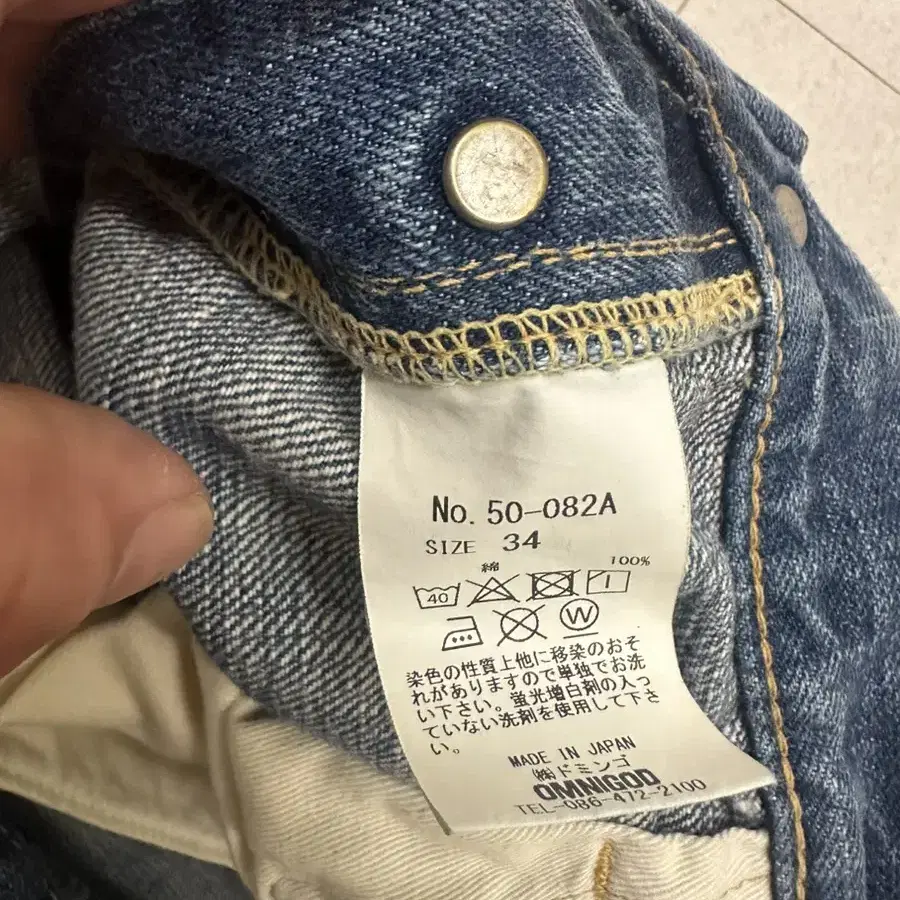 No. 50-082A
SIZE 34
綿 100%
40
W
染色の性質上他に移染のおそ
れがありますので単独でお洗
い下さい。蛍光増白剤の入っ
ていない洗剤を使用して下さ
い。
MADE IN JAPAN
㈱ドミンゴ
OMNIGOD
TEL-086-472-2100